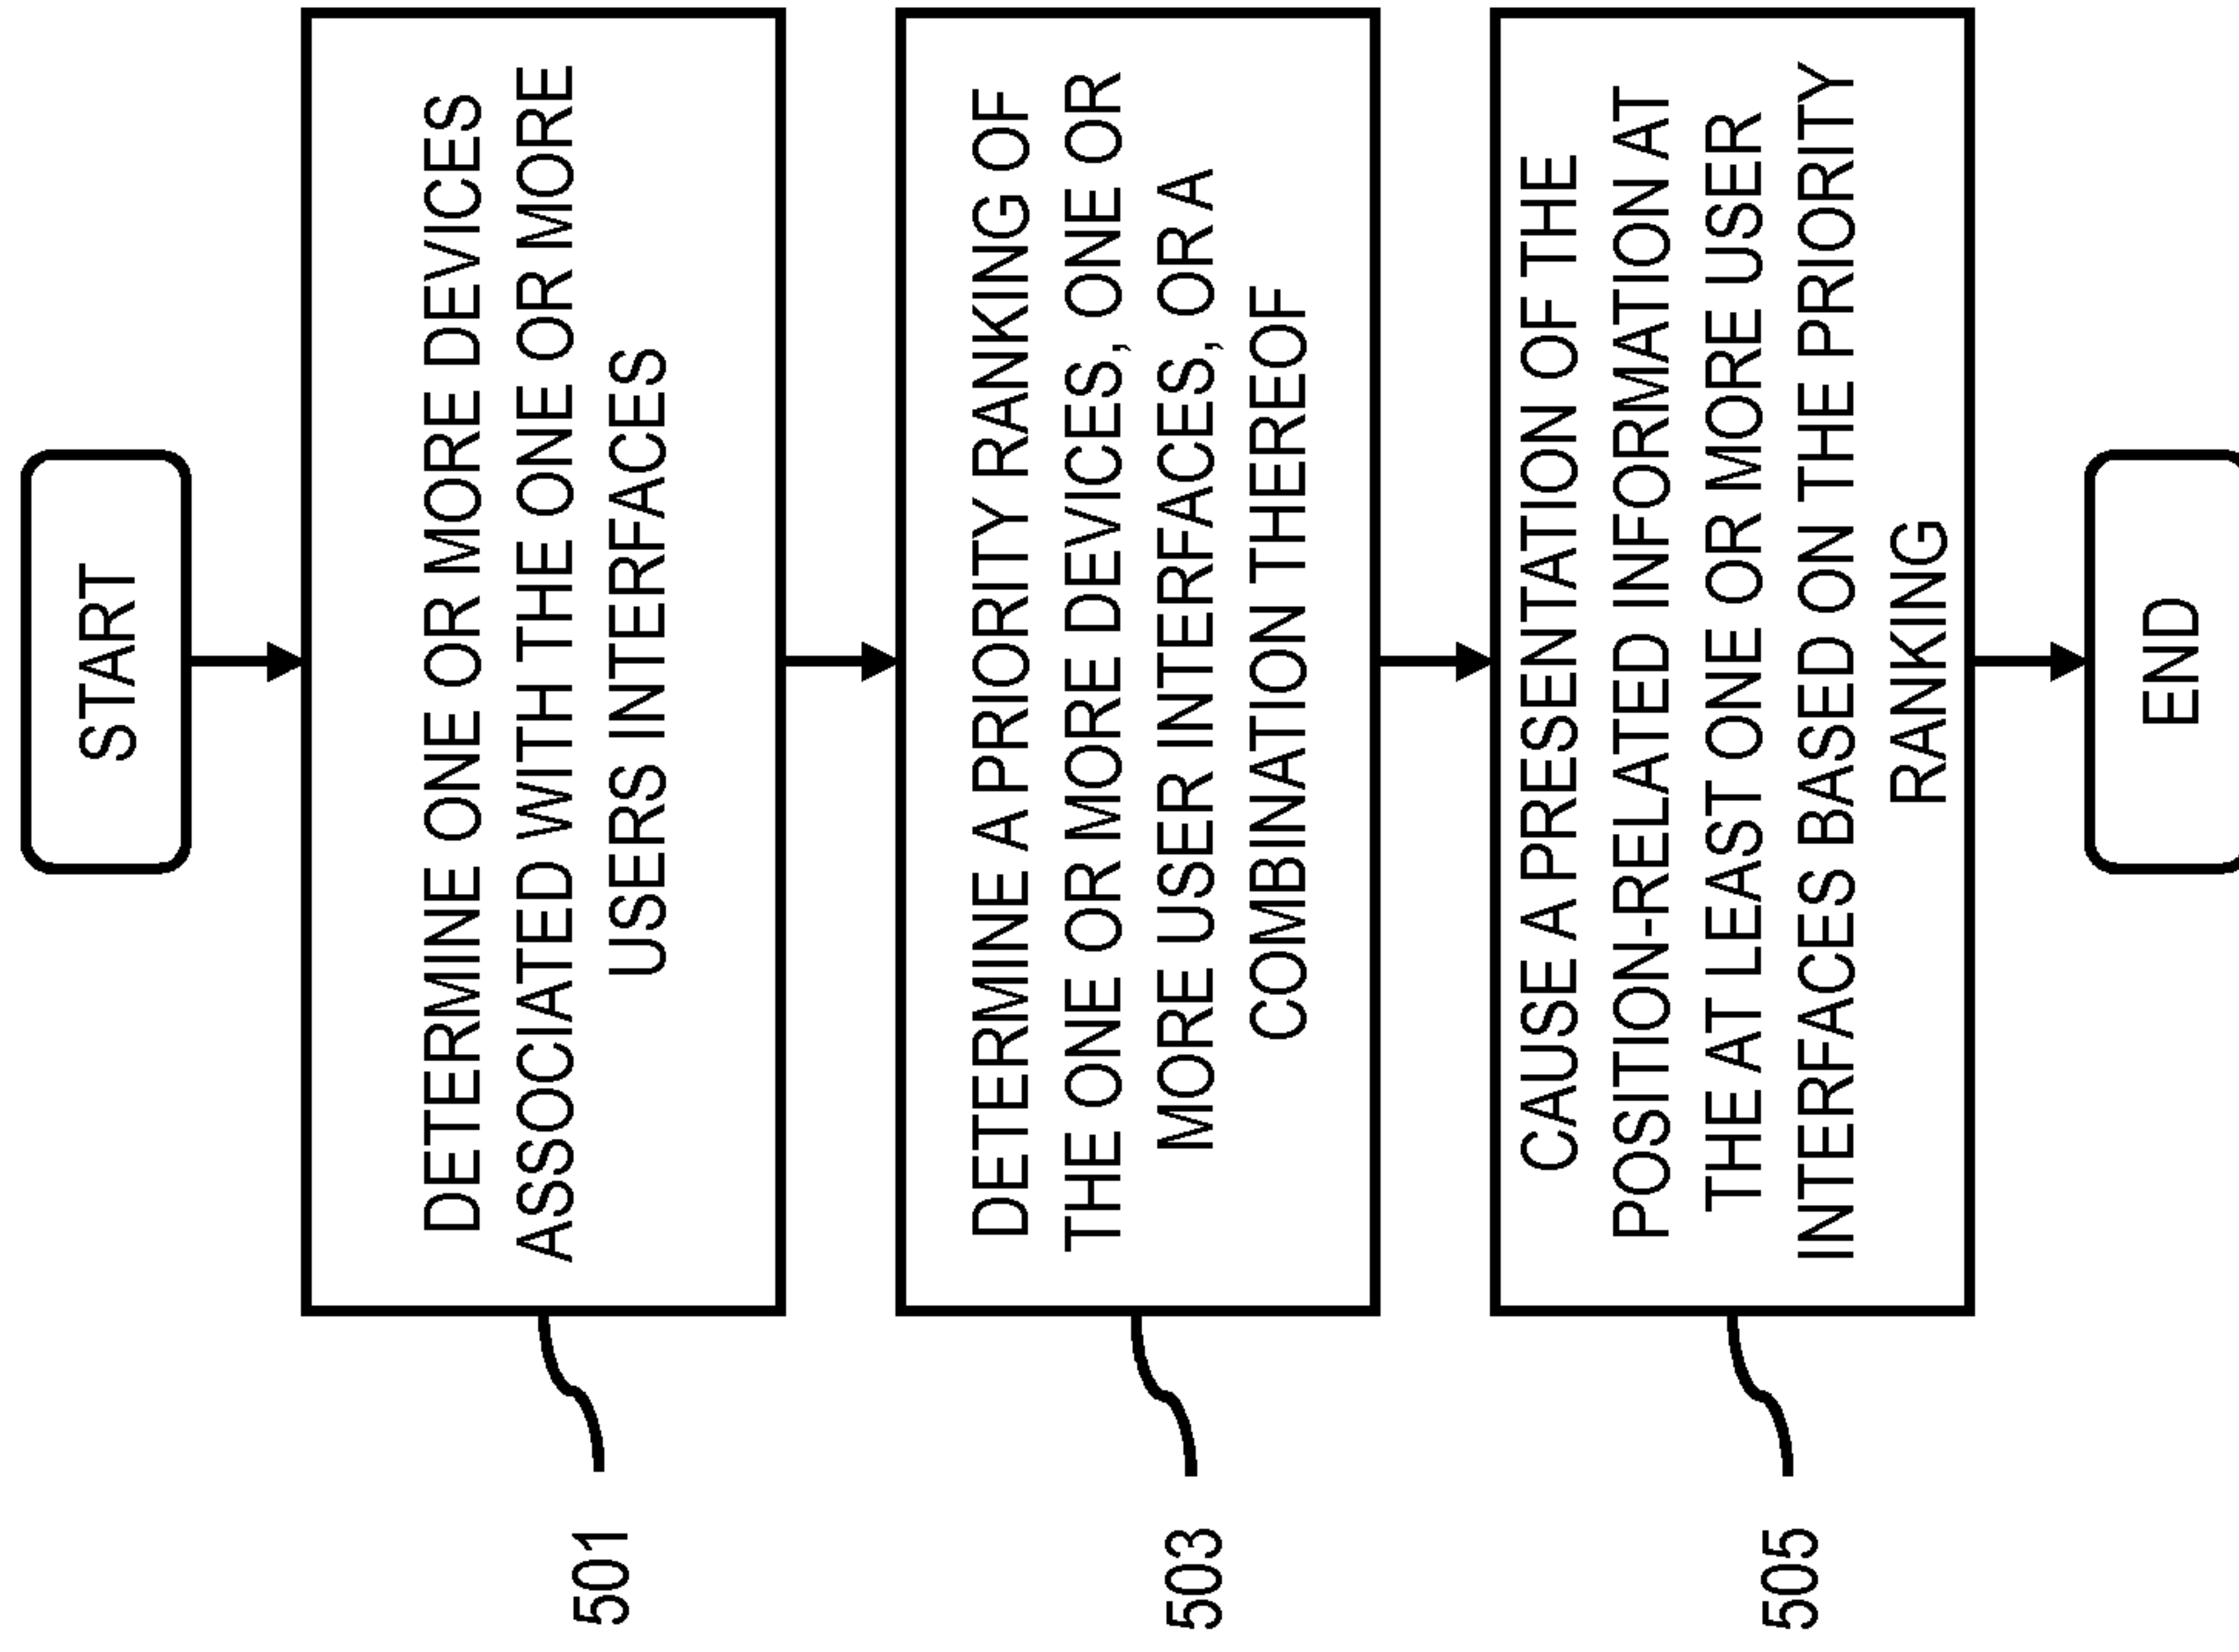 START
DETERMINE ONE OR MORE DEVICES
ASSOCIATED WITH THE ONE OR MORE
USERS INTERFACES
501
DETERMINE A PRIORITY RANKING OF
THE ONE OR MORE DEVICES, ONE OR
MORE USER INTERFACES, OR A
COMBINATION THEREOF
503
CAUSE A PRESENTATION OF THE
POSITION-RELATED INFORMATION AT
THE AT LEAST ONE OR MORE USER
INTERFACES BASED ON THE PRIORITY
RANKING
505
END